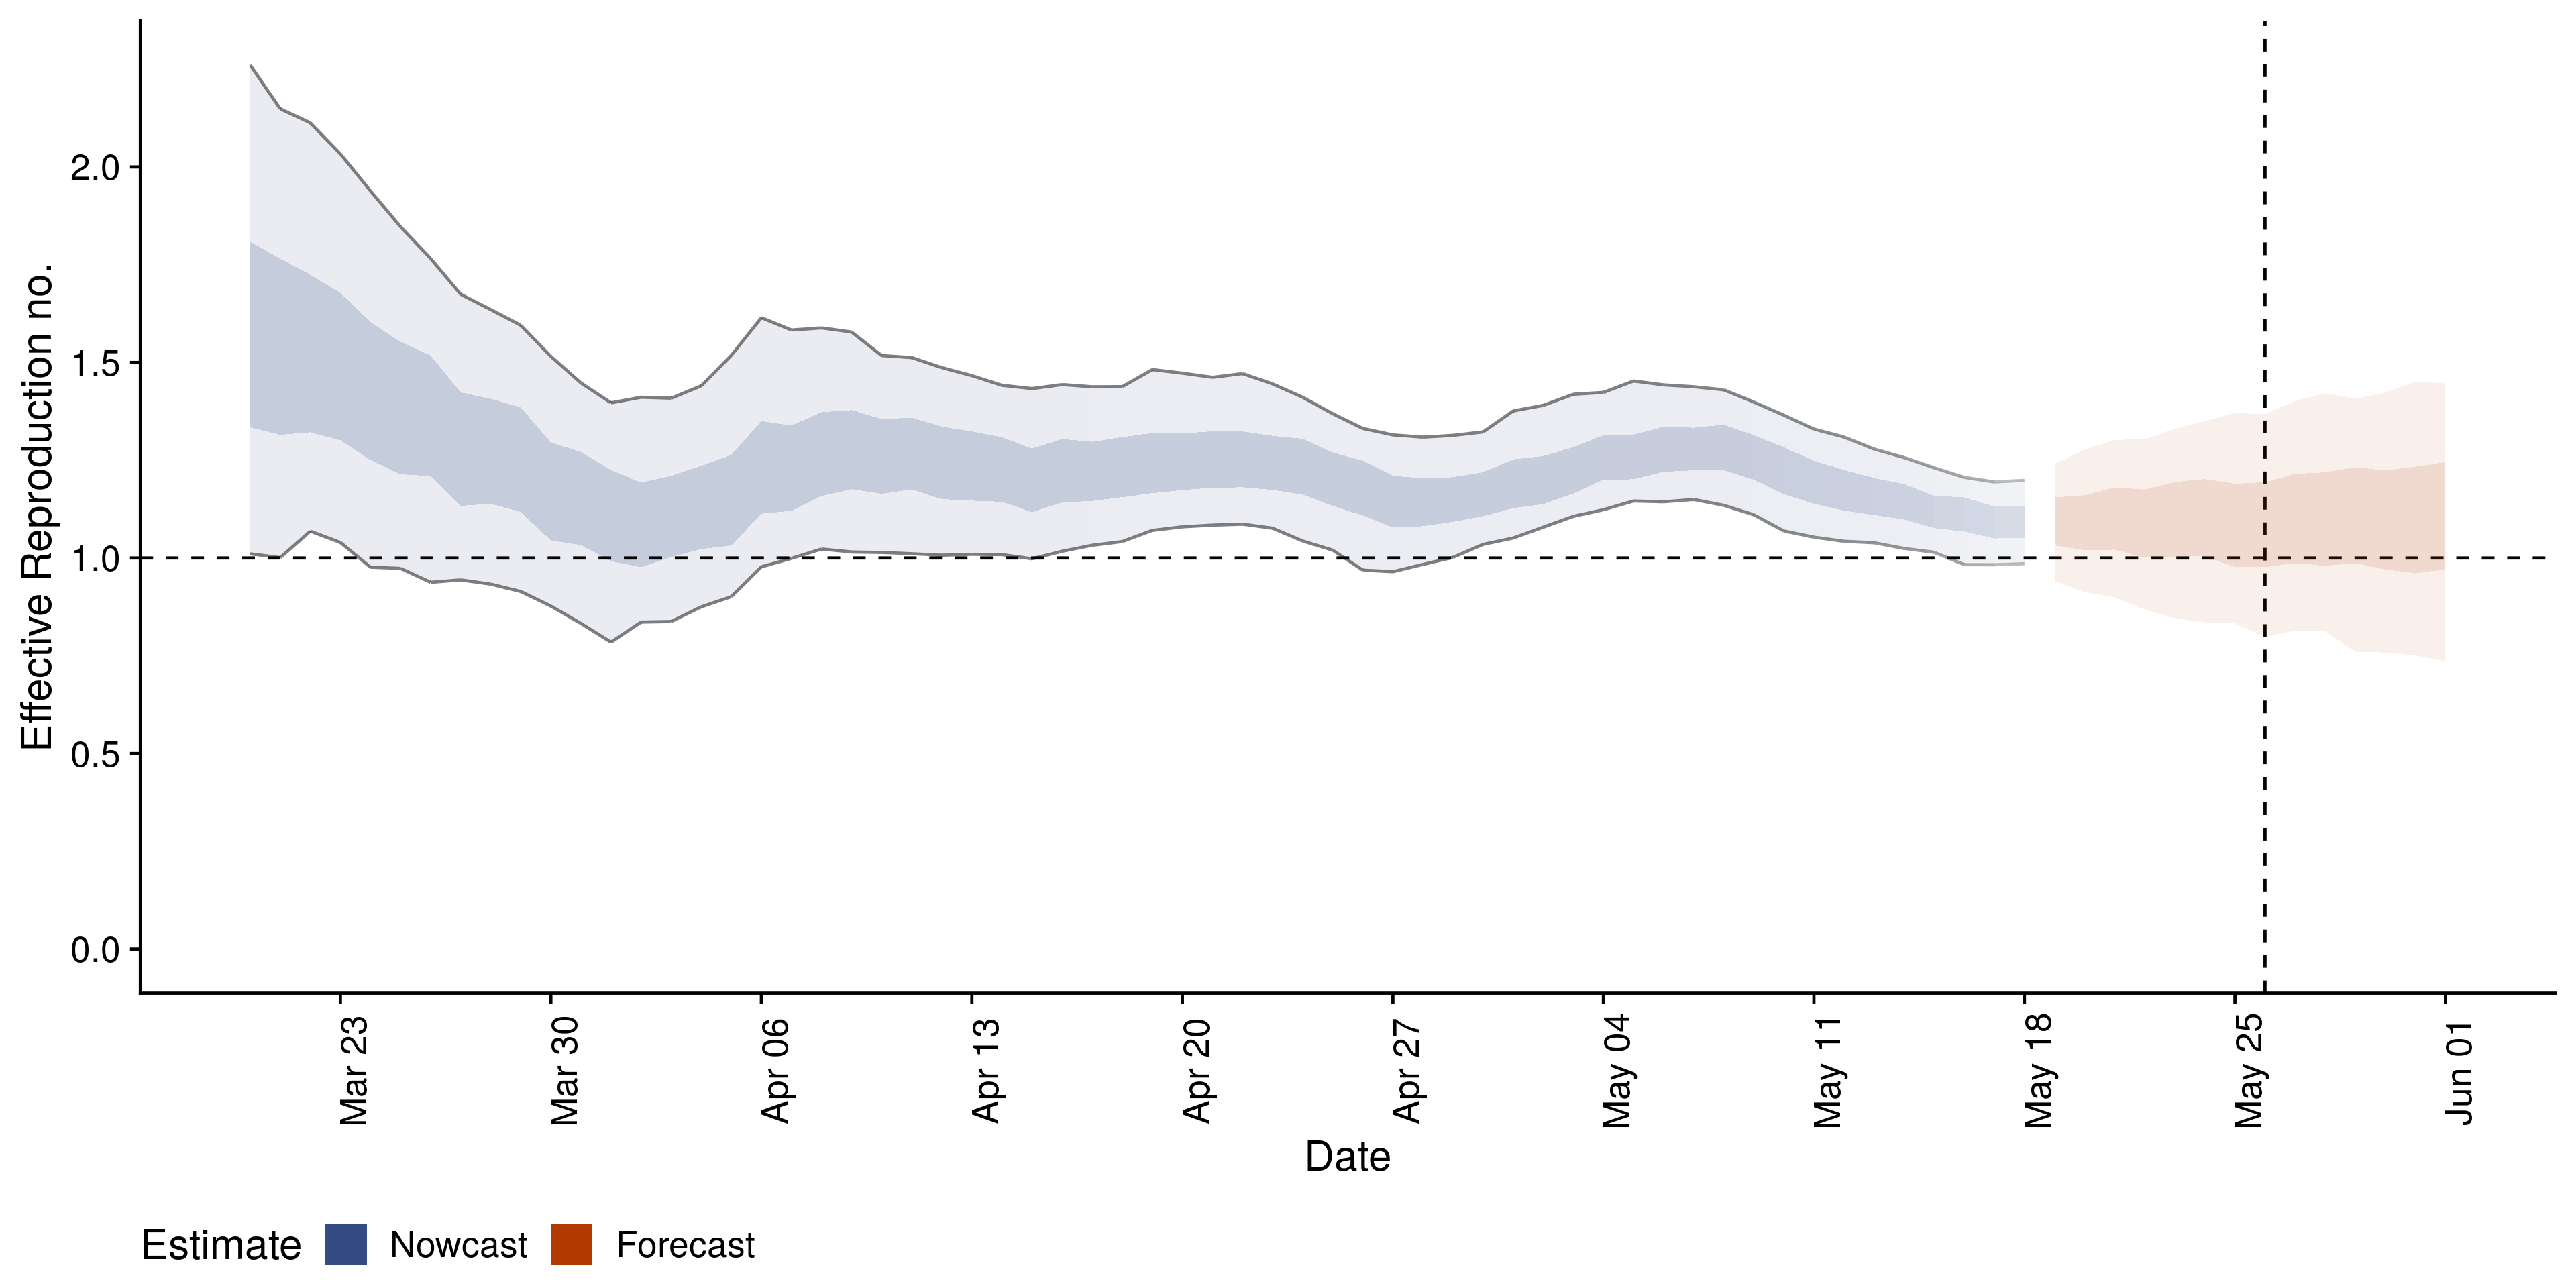 Effective Reproduction no.
2.0
1.5
1.0
0.5
0.0
Mar 23
Mar 30
Apr 06
Apr 13
Apr 20
Apr 27
May 04
May 11
May 18
May 25
Jun 01
Date
Estimate Nowcast Forecast